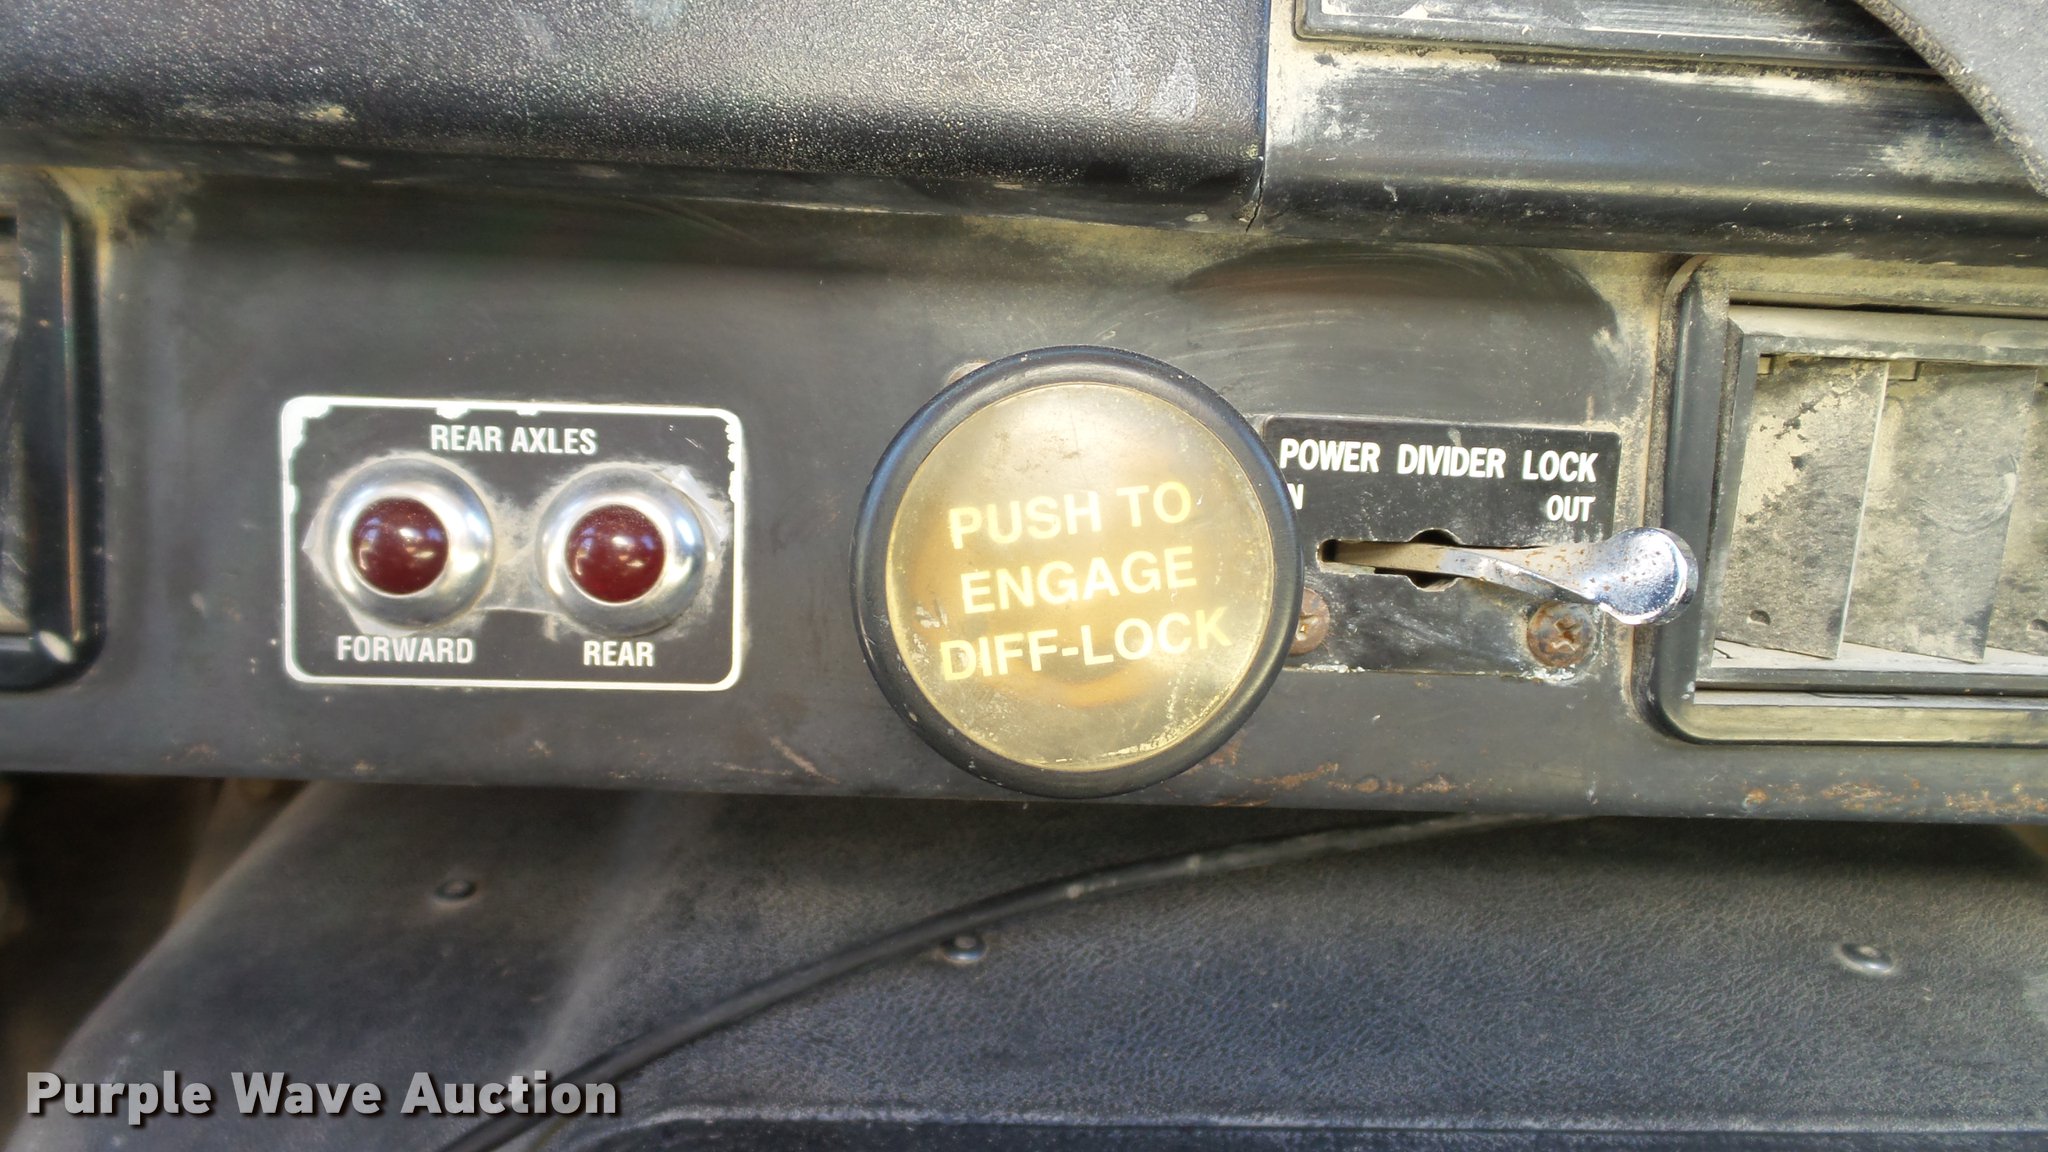 REAR AXLES
FORWARD REAR
PUSH TO
ENGAGE
DIFF-LOCK
POWER DIVIDER LOCK
OUT
Purple Wave Auction